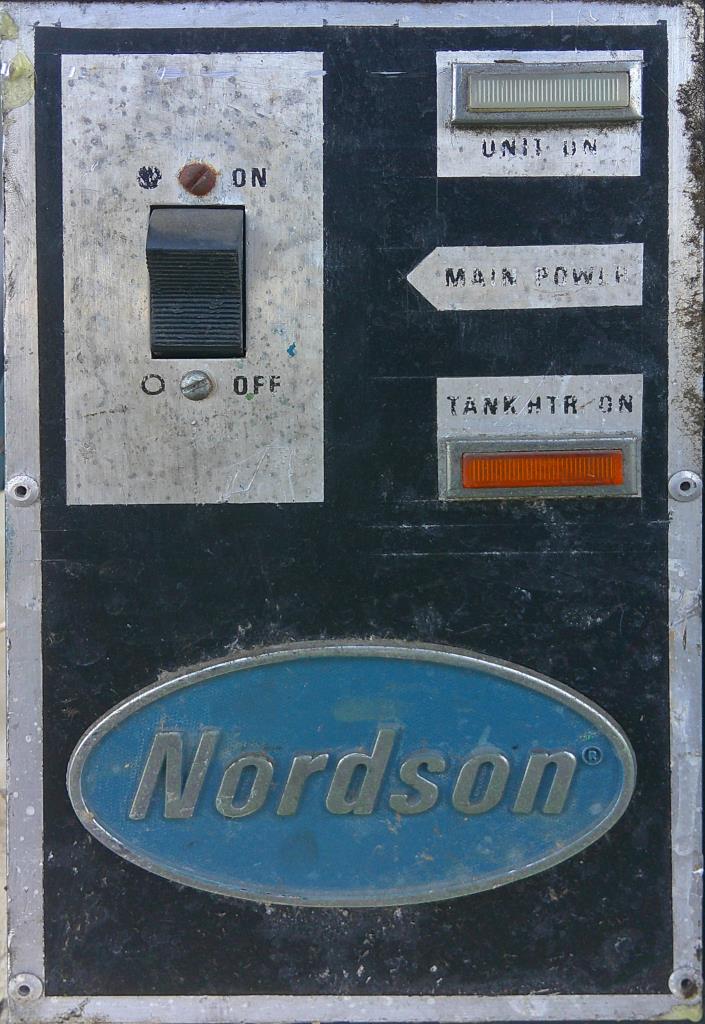 ON
UNIT ON
MAIN POWER
OFF
TANK HTR ON
Nordson®